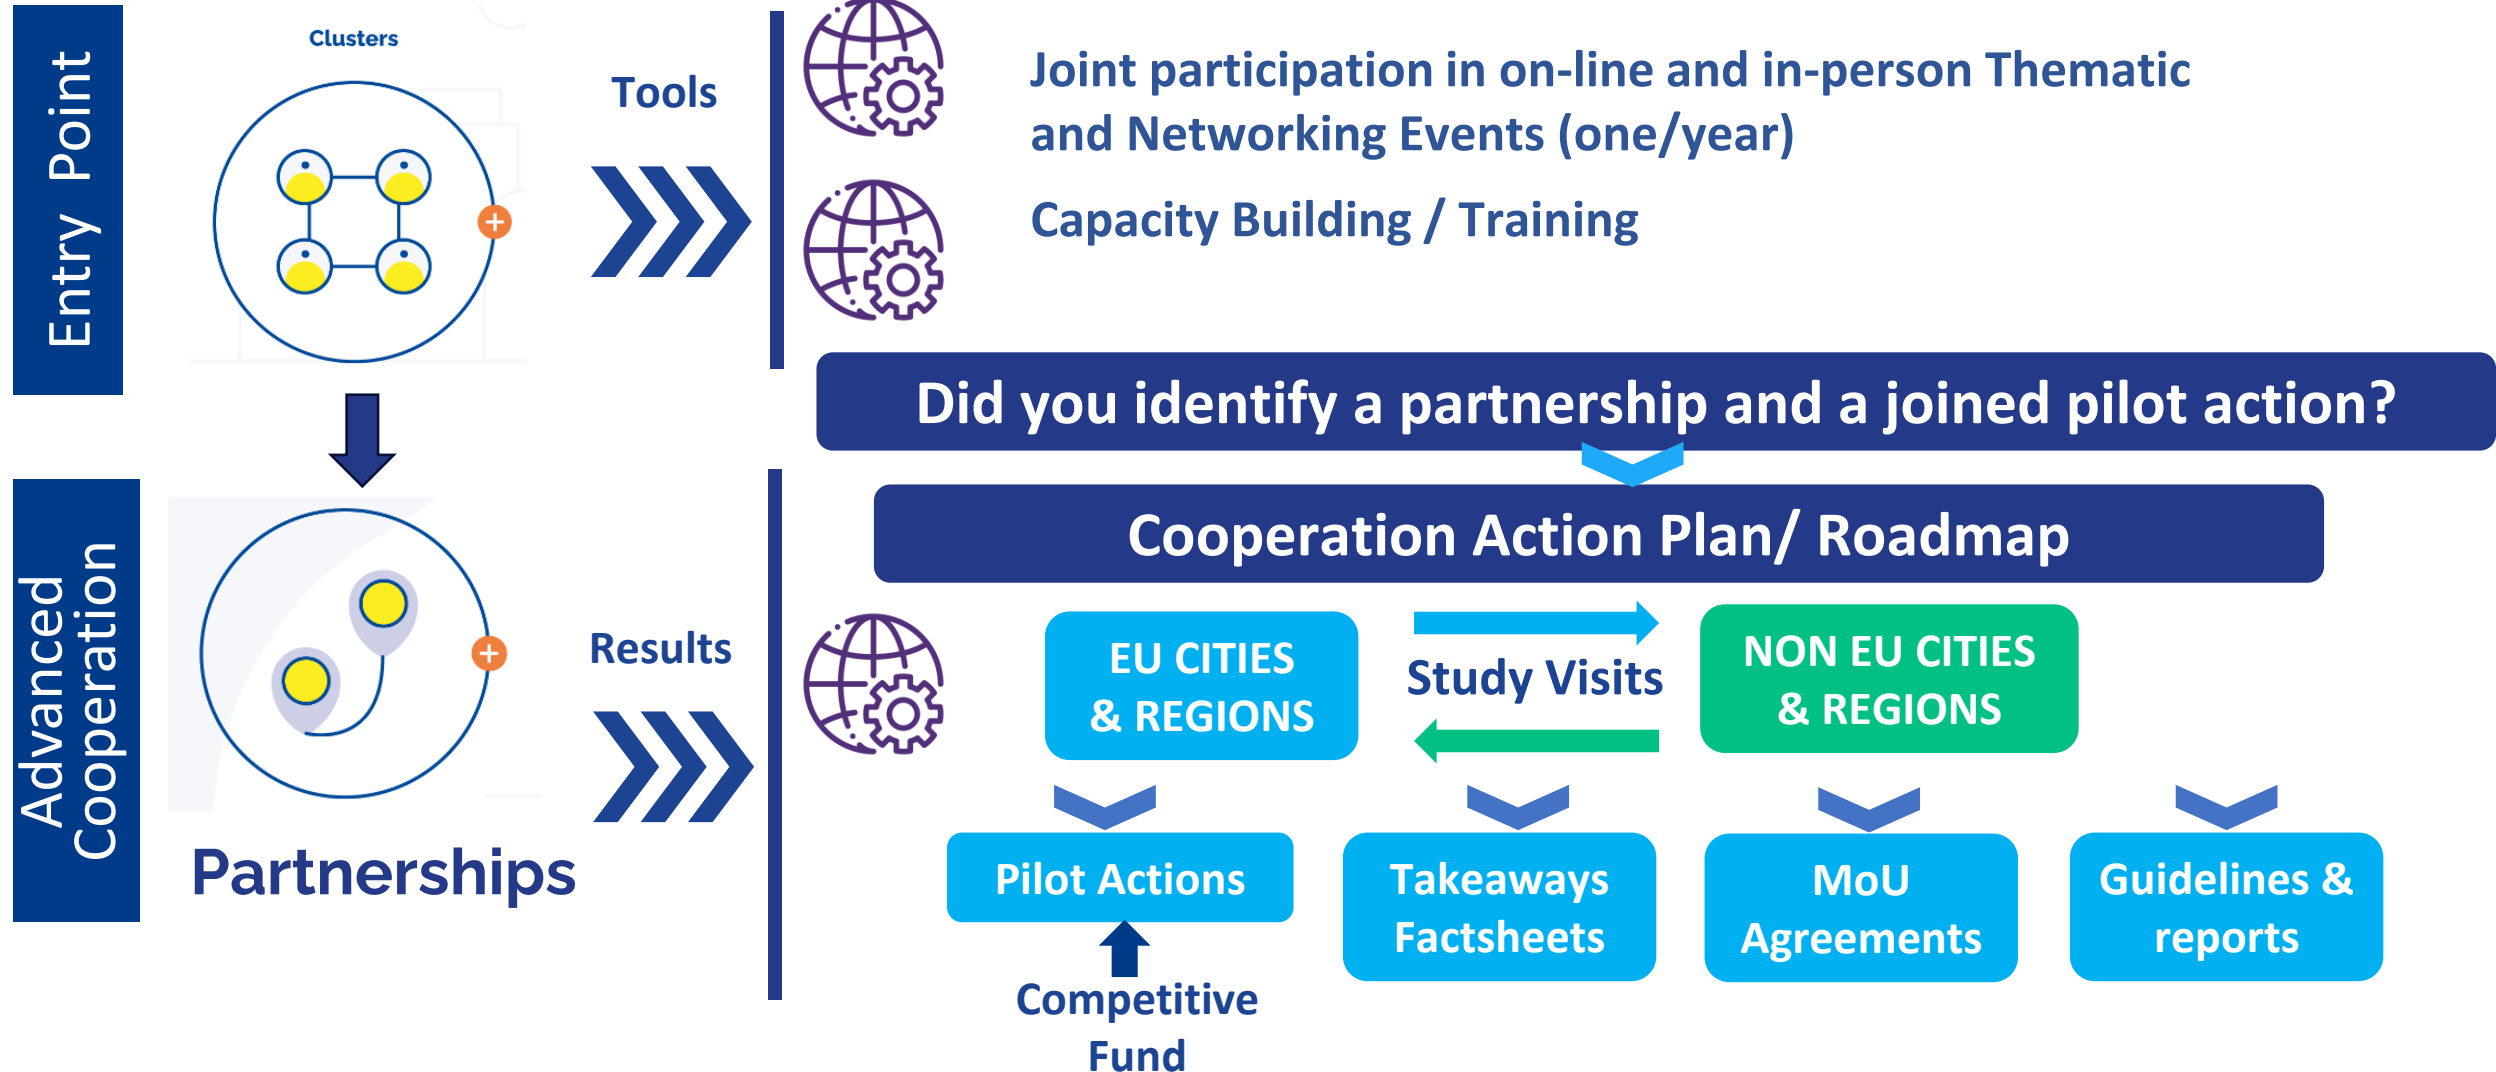 Entry Point
Clusters
Tools
Joint participation in on-line and in-person Thematic
and Networking Events (one/year)
Capacity Building / Training
Did you identify a partnership and a joined pilot action?
Cooperation Action Plan/ Roadmap
Advanced
Cooperation
Partnerships
Results
EU CITIES
& REGIONS
Study Visits
NON EU CITIES
& REGIONS
Pilot Actions
Takeaways
Factsheets
MoU
Agreements
Guidelines &
reports
Competitive
Fund